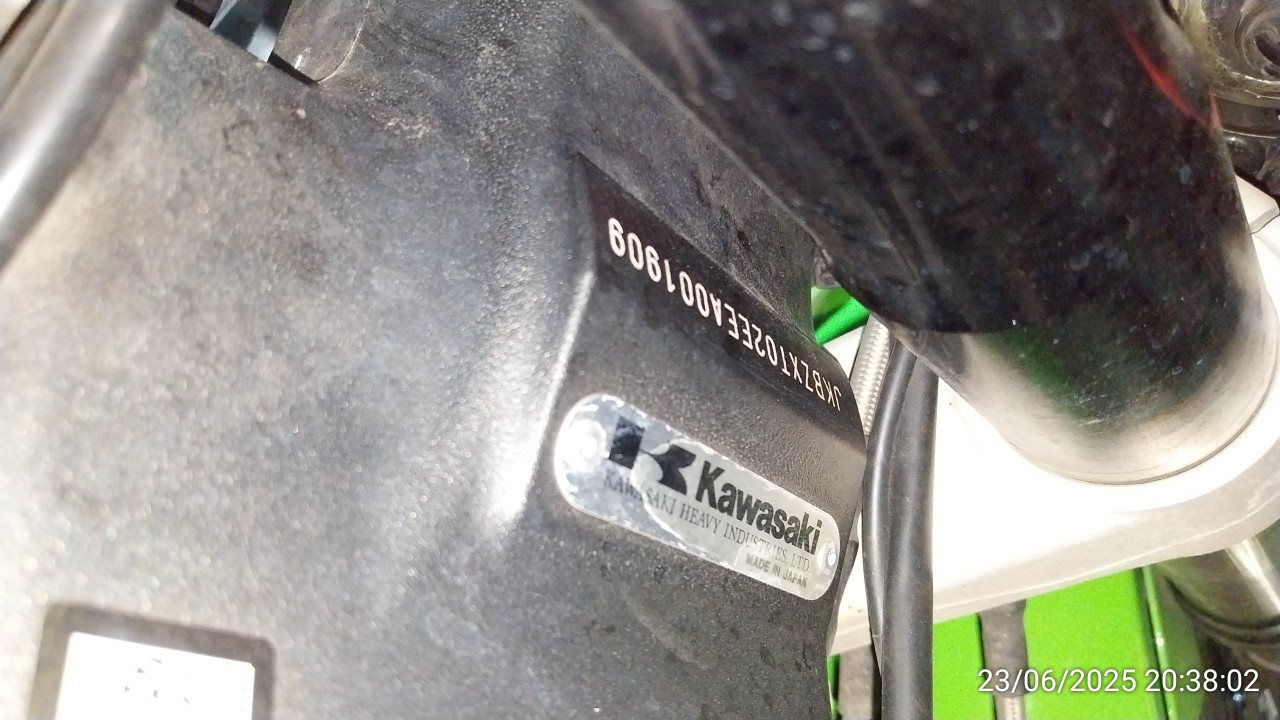 JKBZXT02EEA001909
Kawasaki
KAWASAKI HEAVY INDUSTRIES, LTD.
MADE IN JAPAN
23/06/2025 20:38:02